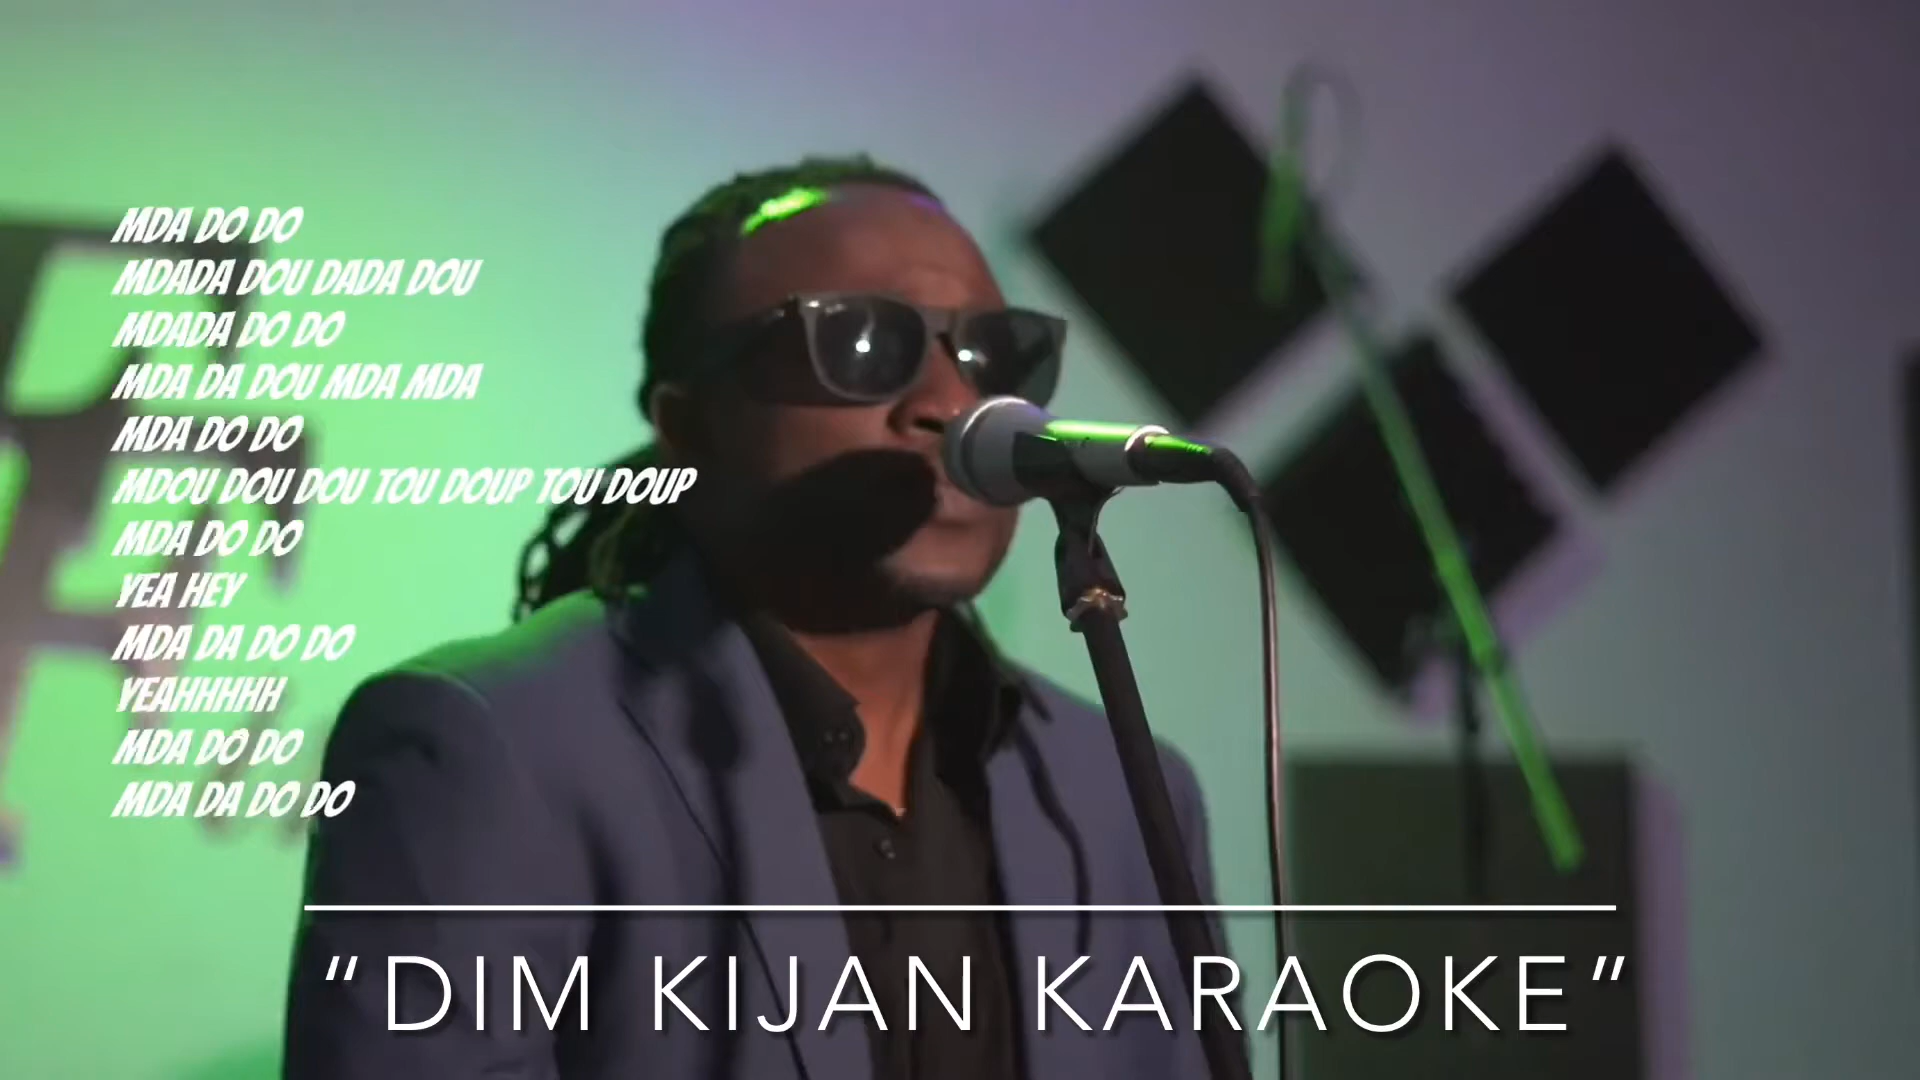 MDA DO DO
MDADA DOU DADA DOU
MDADA DO DO
MDA DA DOU MDA MDA
MDA DO DO
MDOU DOU DOU TOU DOUP TOU DOUP
MDA DO DO
YEA HEY
MDA DA DO DO
YEAHHHHH
MDA DÔ DO
MDA DA DO DO
“DIM KIJAN KARAOKE”